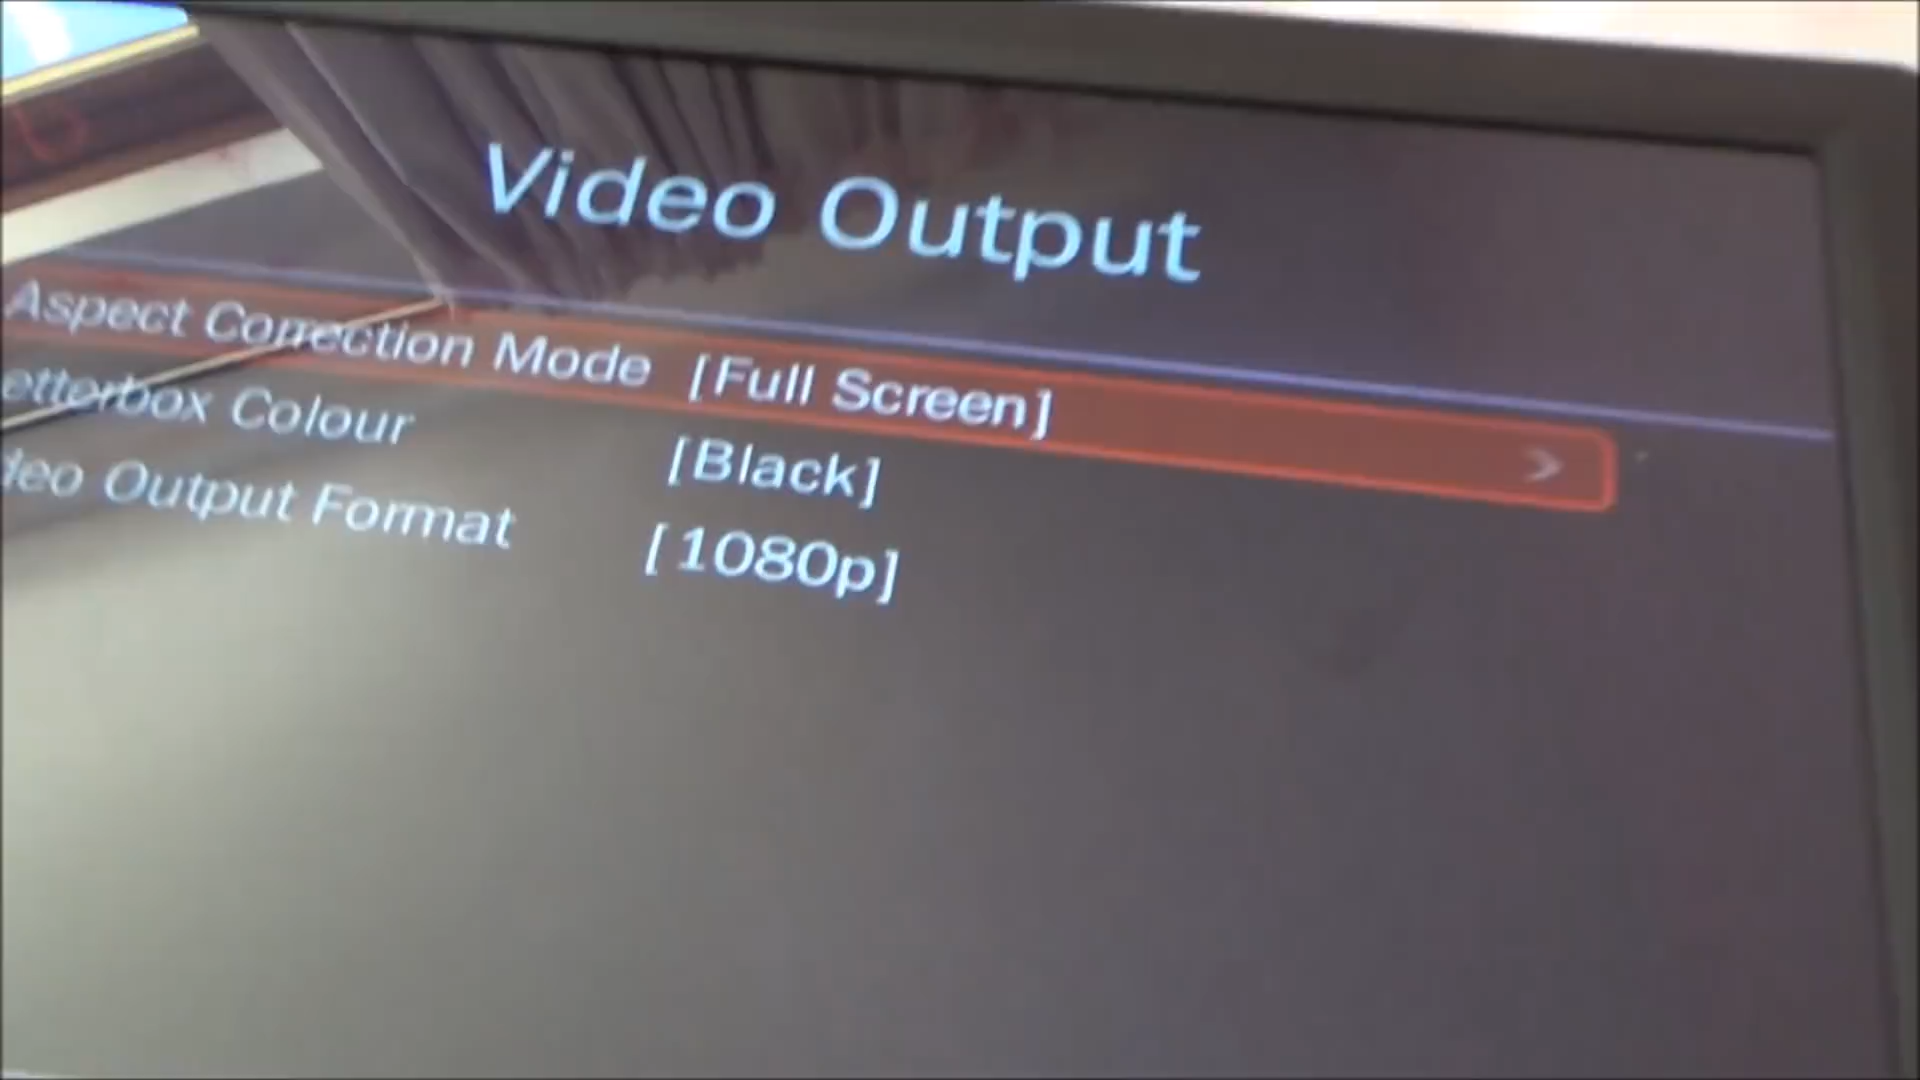 Video Output
Aspect Correction Mode [Full Screen] >
etterbox Colour [Black]
deo Output Format [1080p]